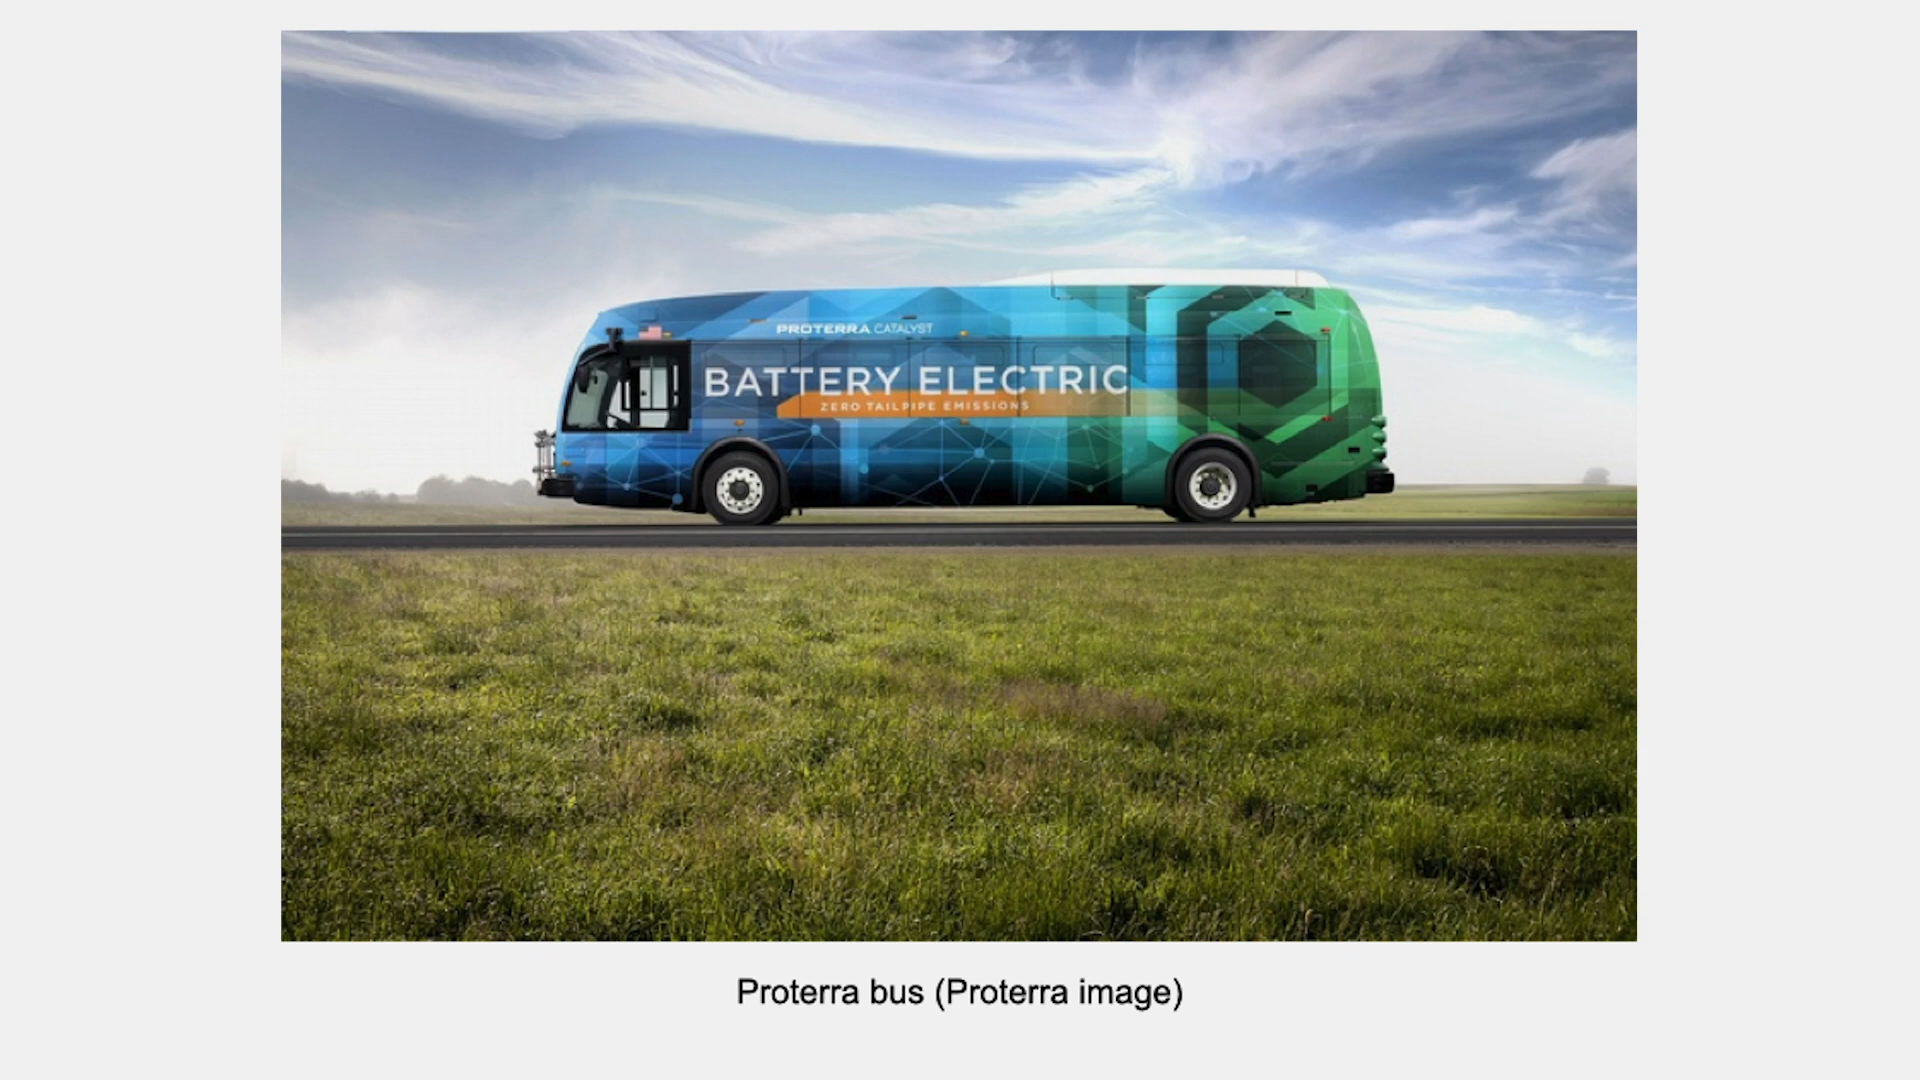 PROTERRA CATALYST
BATTERY ELECTRIC
ZERO TAILPIPE EMISSIONS
Proterra bus (Proterra image)